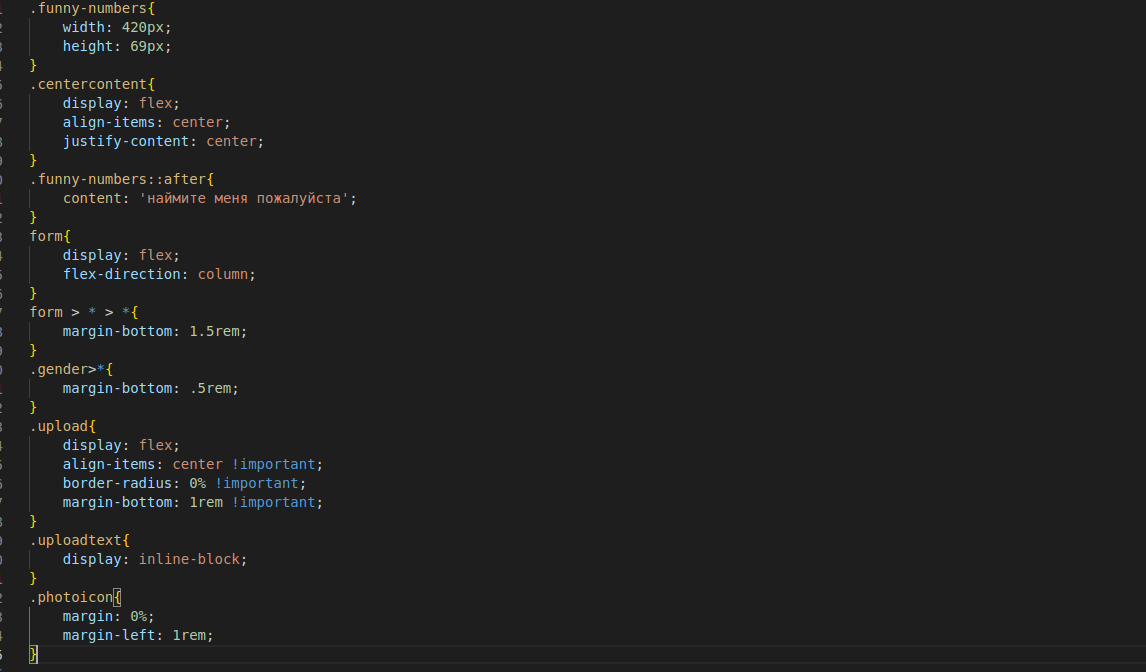 .funny-numbers{
    width: 420px;
    height: 69px;
}
.centercontent{
    display: flex;
    align-items: center;
    justify-content: center;
}
.funny-numbers::after{
    content: 'наймите меня пожалуйста';
}
form{
    display: flex;
    flex-direction: column;
}
form > * > *{
    margin-bottom: 1.5rem;
}
.gender>*{
    margin-bottom: .5rem;
}
.upload{
    display: flex;
    align-items: center !important;
    border-radius: 0% !important;
    margin-bottom: 1rem !important;
}
.uploadtext{
    display: inline-block;
}
.photoicon{
    margin: 0%;
    margin-left: 1rem;
}